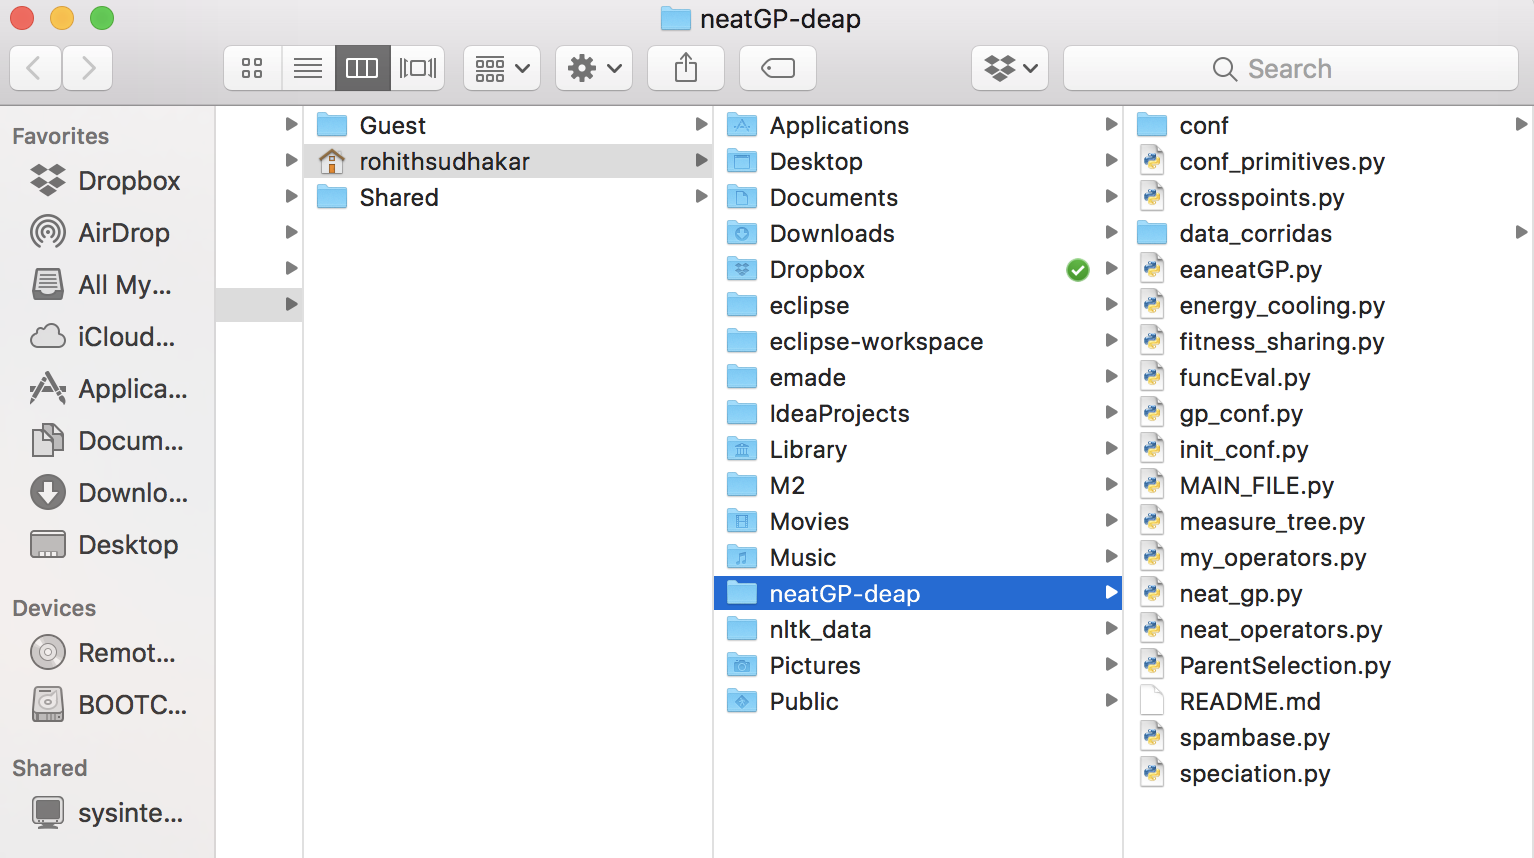 neatGP-deap
Search
Favorites
Dropbox
AirDrop
All My...
iCloud...
Applica...
Docum...
Downlo...
Desktop
Devices
Remot...
BOOTC...
Shared
sysinte...
Guest
rohithsudhakar
Shared
Applications
Desktop
Documents
Downloads
Dropbox
eclipse
eclipse-workspace
emade
IdeaProjects
Library
M2
Movies
Music
neatGP-deap
nltk_data
Pictures
Public
conf
conf_primitives.py
crosspoints.py
data_corridas
eaneatGP.py
energy_cooling.py
fitness_sharing.py
funcEval.py
gp_conf.py
init_conf.py
MAIN_FILE.py
measure_tree.py
my_operators.py
neat_gp.py
neat_operators.py
ParentSelection.py
README.md
spambase.py
speciation.py